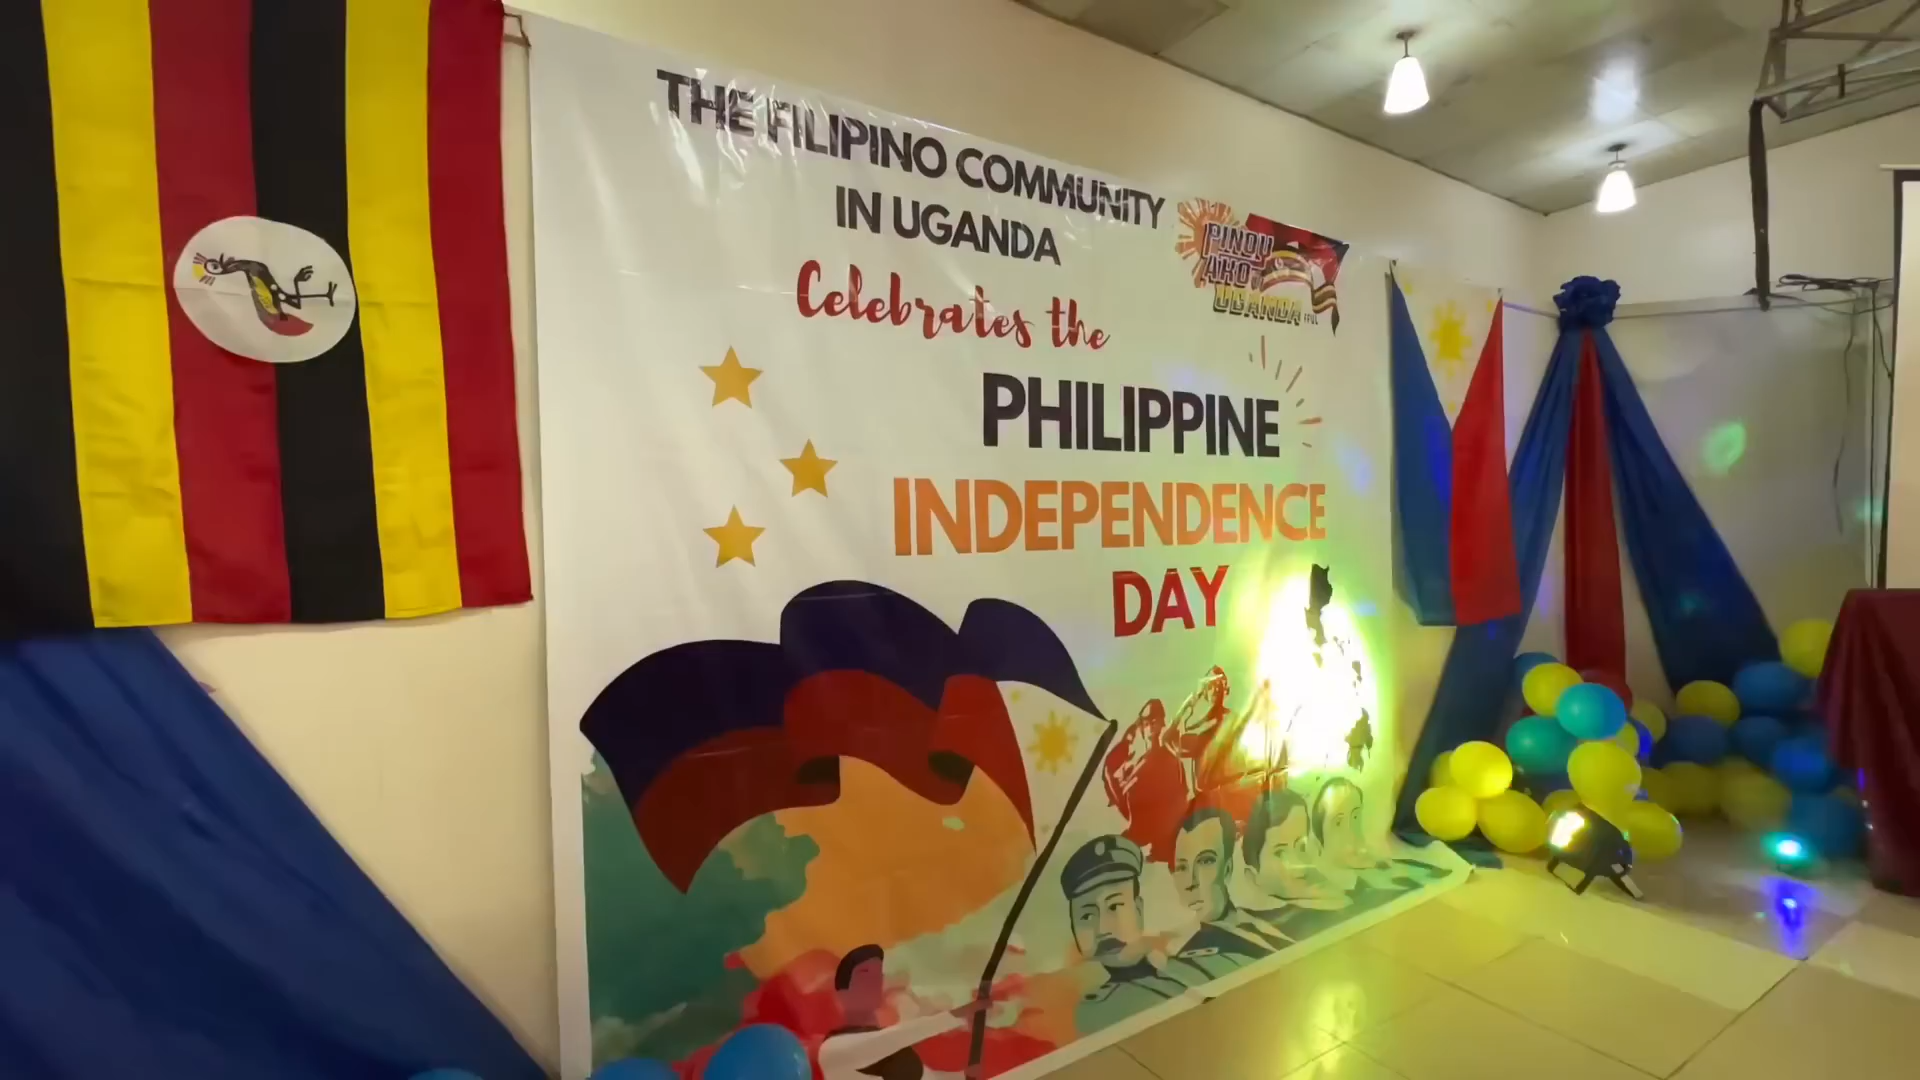 THE FILIPINO COMMUNITY
IN UGANDA
Celebrates the
PHILIPPINE
INDEPENDENCE
DAY
PINOY
AKO
UGANDA